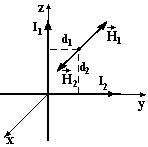 z
I₁
H₁
d₁
H₂
d₂
I₂
y
x